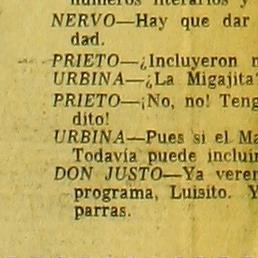 números literarios y
NERVO—Hay que dar
dad.
PRIETO—¿Incluyeron
URBINA—¿La Migajita
PRIETO—¡No, no! Teng
dito!
URBINA—Pues si el Ma
Todavía puede incluir
DON JUSTO—Ya verem
programa, Luisito. Y
parras.